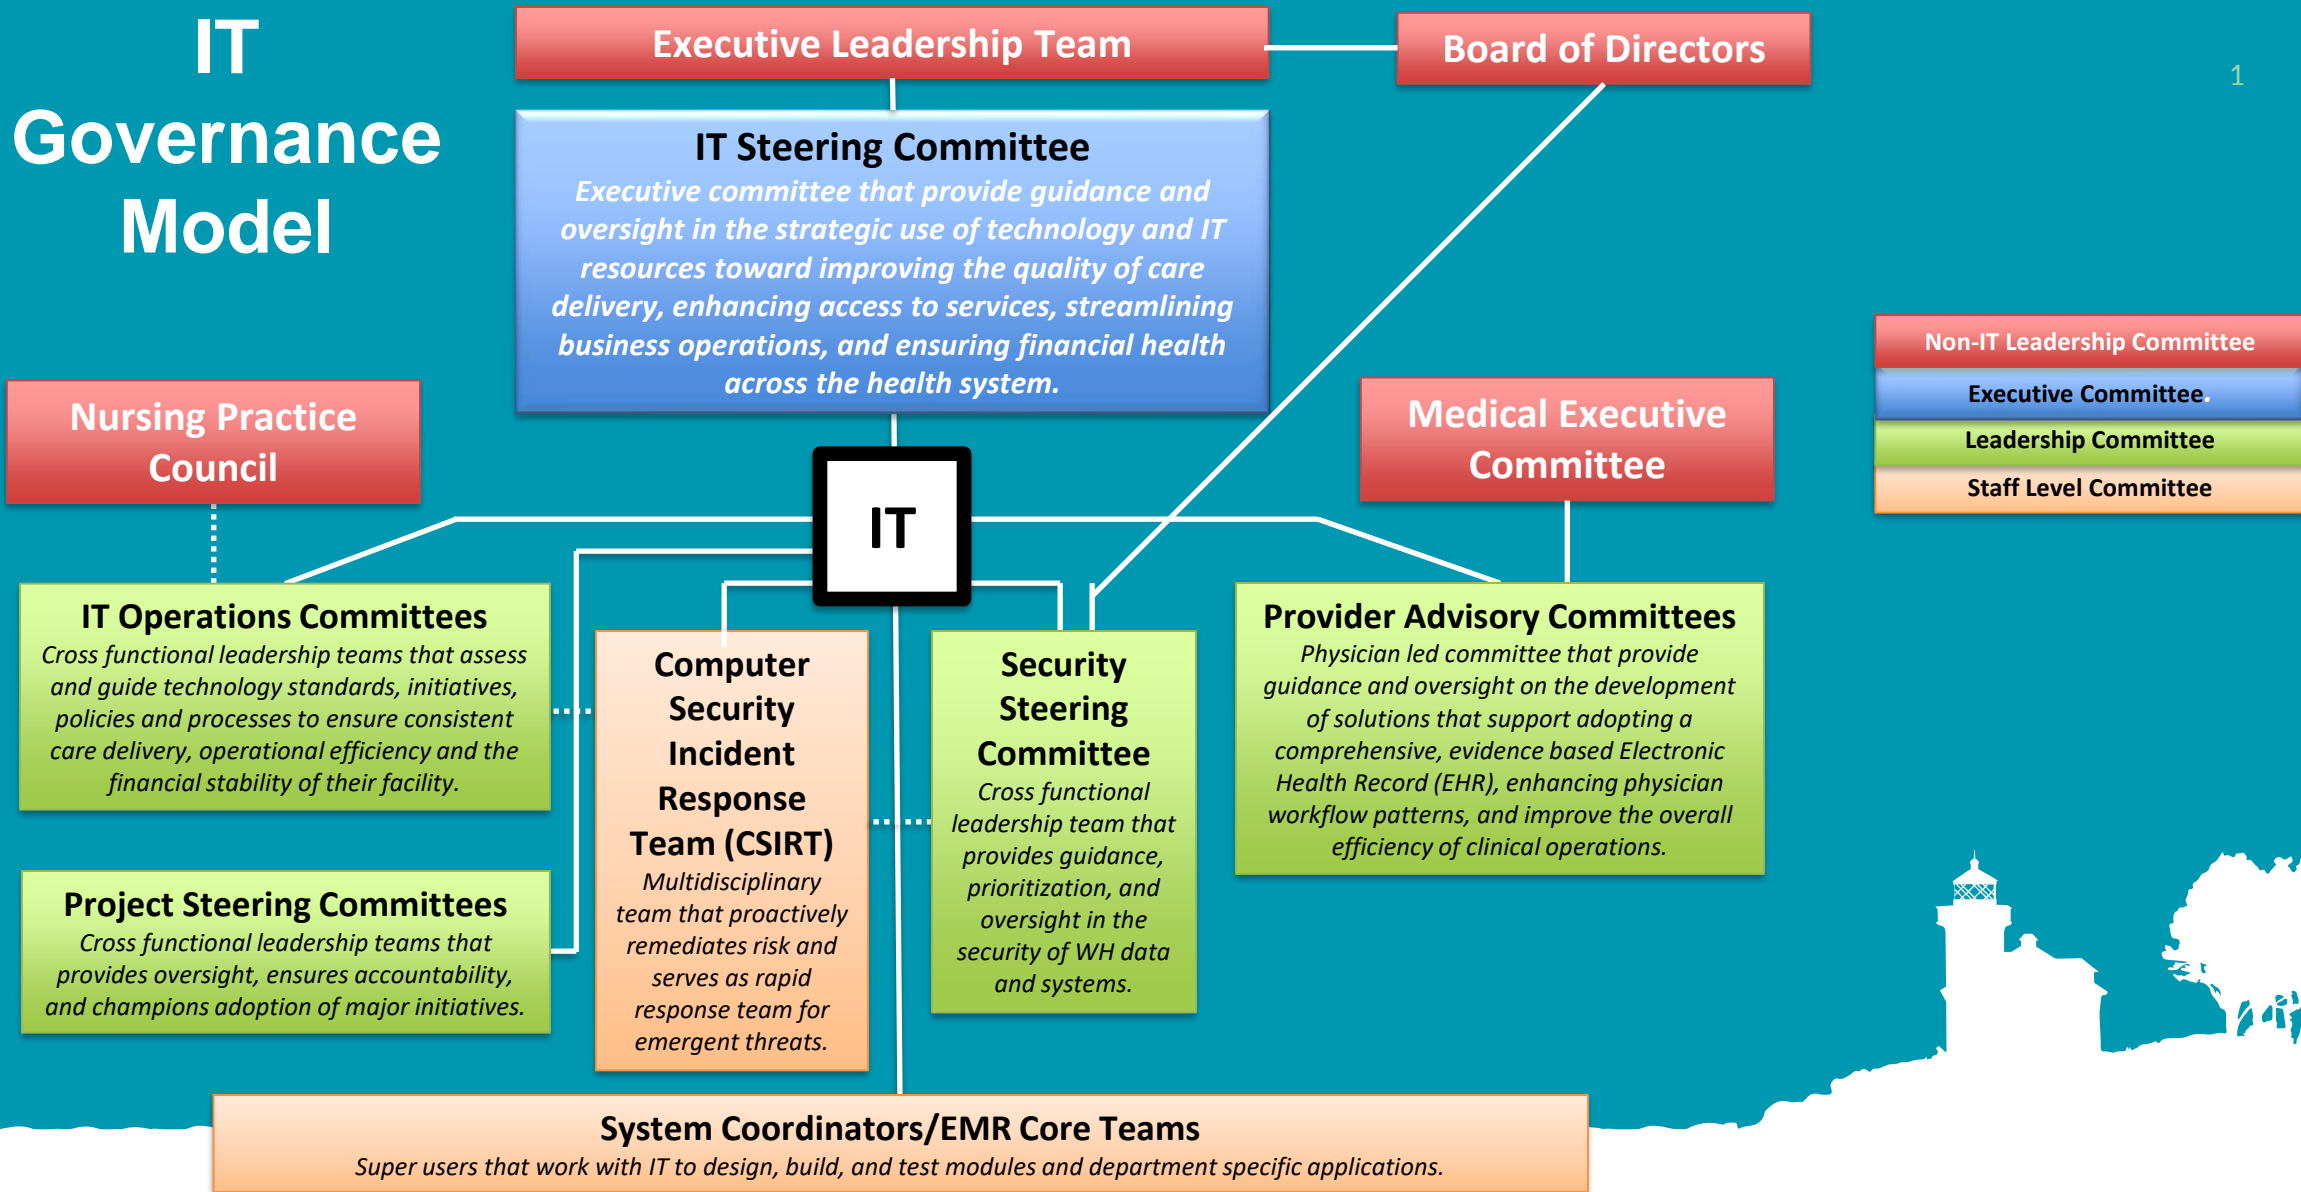 IT
Governance
Model
Executive Leadership Team
Board of Directors
1
IT Steering Committee
Executive committee that provide guidance and
oversight in the strategic use of technology and IT
resources toward improving the quality of care
delivery, enhancing access to services, streamlining
business operations, and ensuring financial health
across the health system.
Non-IT Leadership Committee
Executive Committee.
Leadership Committee
Staff Level Committee
Nursing Practice
Council
Medical Executive
Committee
IT
IT Operations Committees
Cross functional leadership teams that assess
and guide technology standards, initiatives,
policies and processes to ensure consistent
care delivery, operational efficiency and the
financial stability of their facility.
Project Steering Committees
Cross functional leadership teams that
provides oversight, ensures accountability,
and champions adoption of major initiatives.
Computer
Security
Incident
Response
Team (CSIRT)
Multidisciplinary
team that proactively
remediates risk and
serves as rapid
response team for
emergent threats.
Security
Steering
Committee
Cross functional
leadership team that
provides guidance,
prioritization, and
oversight in the
security of WH data
and systems.
Provider Advisory Committees
Physician led committee that provide
guidance and oversight on the development
of solutions that support adopting a
comprehensive, evidence based Electronic
Health Record (EHR), enhancing physician
workflow patterns, and improve the overall
efficiency of clinical operations.
System Coordinators/EMR Core Teams
Super users that work with IT to design, build, and test modules and department specific applications.